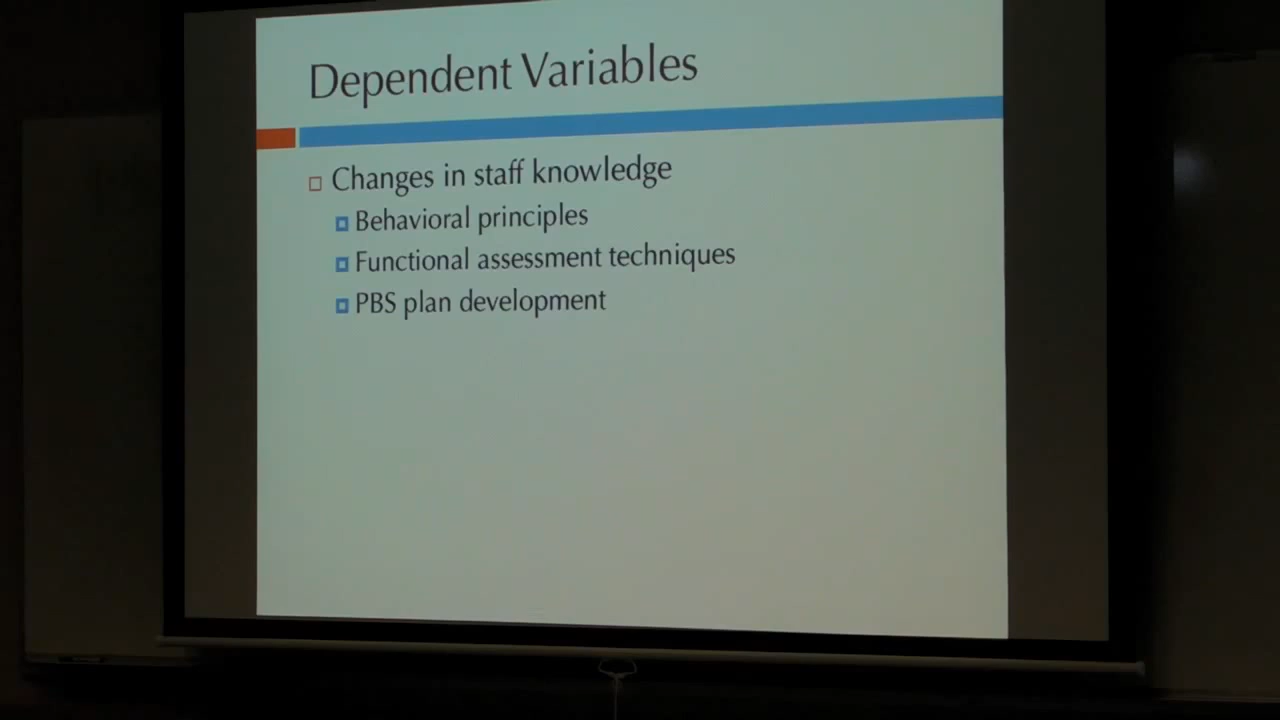 Dependent Variables
Changes in staff knowledge
Behavioral principles
Functional assessment techniques
PBS plan development